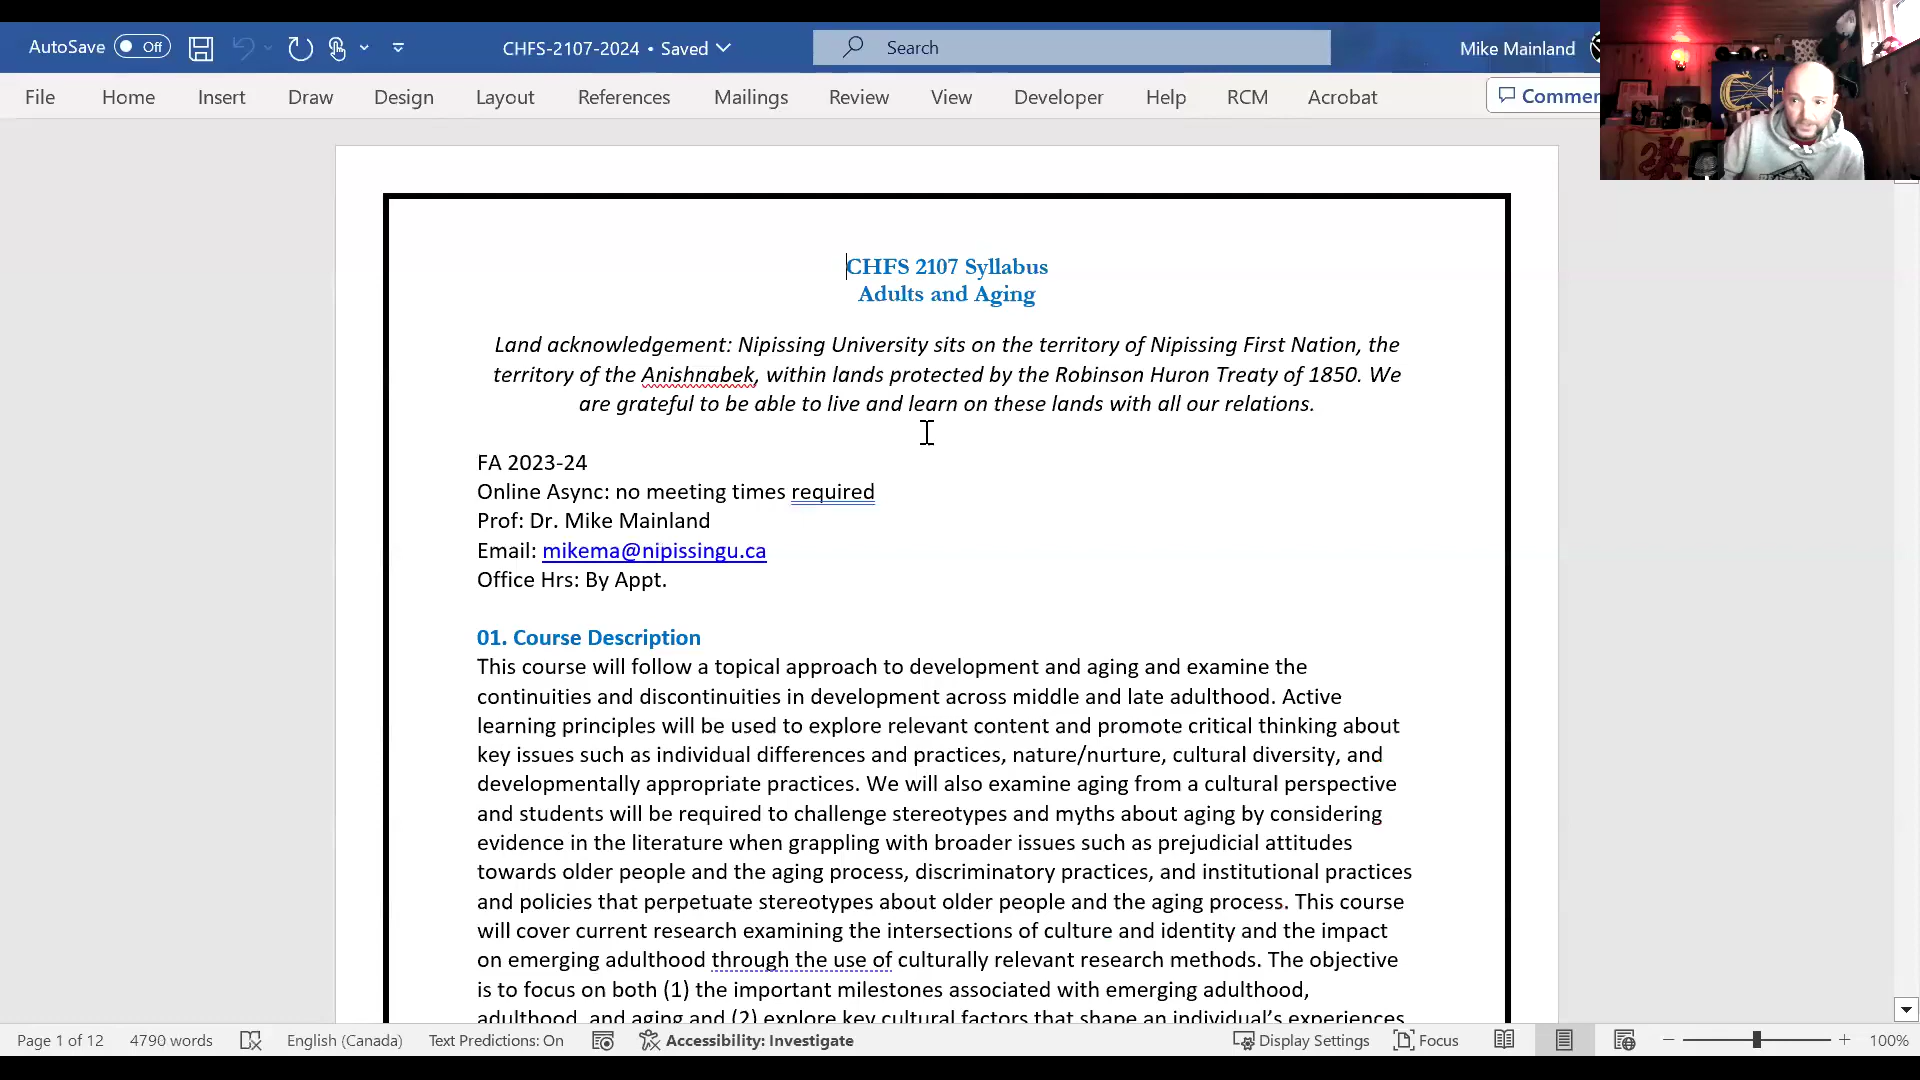 AutoSave Off CHFS-2107-2024 • Saved Search Mike Mainland
File Home Insert Draw Design Layout References Mailings Review View Developer Help RCM Acrobat
CHFS 2107 Syllabus
Adults and Aging
Land acknowledgement: Nipissing University sits on the territory of Nipissing First Nation, the
territory of the Anishnabek, within lands protected by the Robinson Huron Treaty of 1850. We
are grateful to be able to live and learn on these lands with all our relations.
FA 2023-24
Online Async: no meeting times required
Prof: Dr. Mike Mainland
Email: mikema@nipissingu.ca
Office Hrs: By Appt.
01. Course Description
This course will follow a topical approach to development and aging and examine the
continuities and discontinuities in development across middle and late adulthood. Active
learning principles will be used to explore relevant content and promote critical thinking about
key issues such as individual differences and practices, nature/nurture, cultural diversity, and
developmentally appropriate practices. We will also examine aging from a cultural perspective
and students will be required to challenge stereotypes and myths about aging by considering
evidence in the literature when grappling with broader issues such as prejudicial attitudes
towards older people and the aging process, discriminatory practices, and institutional practices
and policies that perpetuate stereotypes about older people and the aging process. This course
will cover current research examining the intersections of culture and identity and the impact
on emerging adulthood through the use of culturally relevant research methods. The objective
is to focus on both (1) the important milestones associated with emerging adulthood,
adulthood, and aging and (2) explore key cultural factors that shape an individual's experiences
Page 1 of 12 4790 words English (Canada) Text Predictions: On Accessibility: Investigate Display Settings Focus 100%